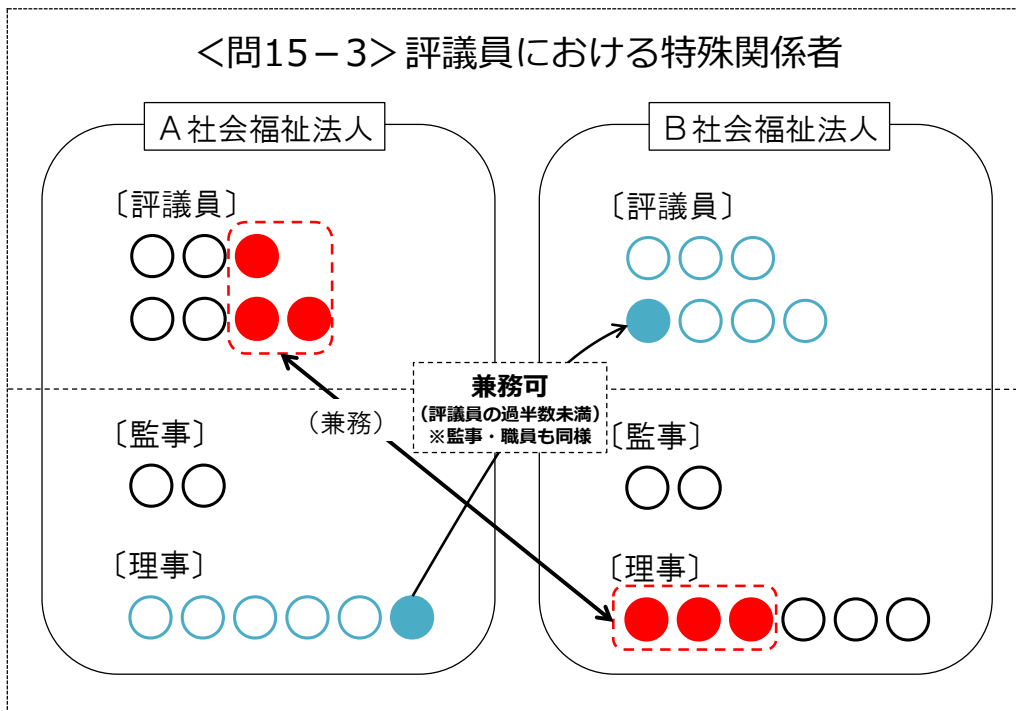 <問15－3>評議員における特殊関係者
A社会福祉法人
B社会福祉法人
〔評議員〕
〔評議員〕
兼務可
(評議員の過半数未満)
※監事・職員も同様
(兼務)
〔監事〕
〔監事〕
〔理事〕
〔理事〕